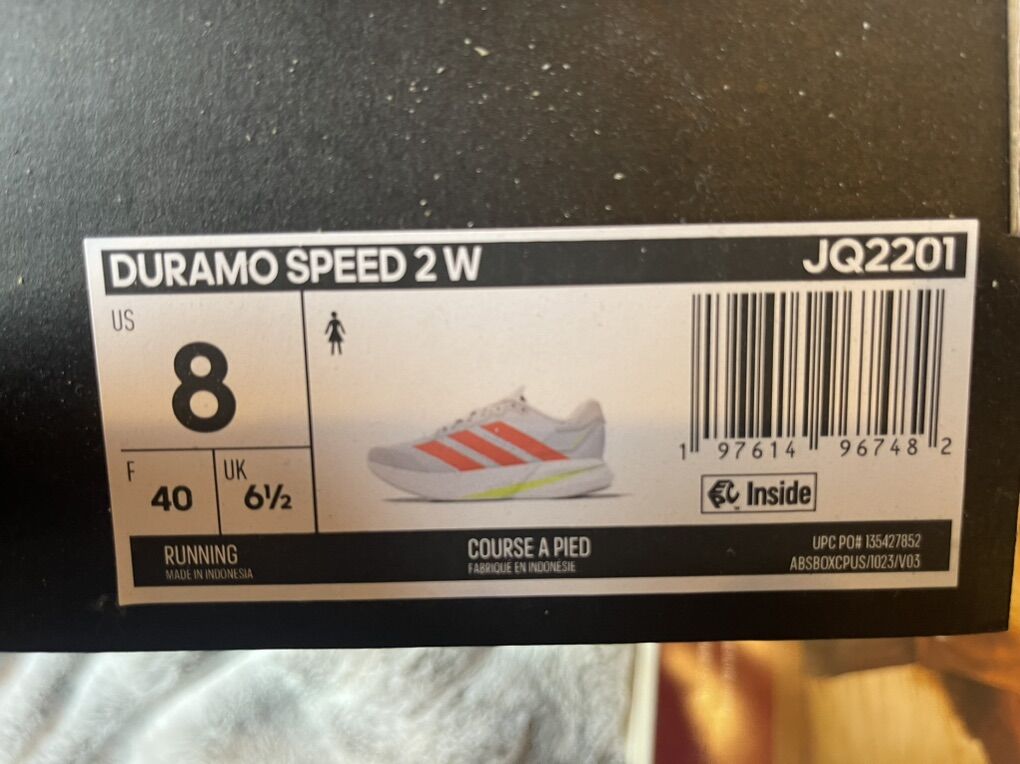 DURAMO SPEED 2 W
JQ2201
US
8
F
40
UK
6½
1 97614 96748 2
Inside
RUNNING
MADE IN INDONESIA
COURSE A PIED
FABRIQUE EN INDONESIE
UPC PO# 135427852
ABSBOXCPUS/1023/V03